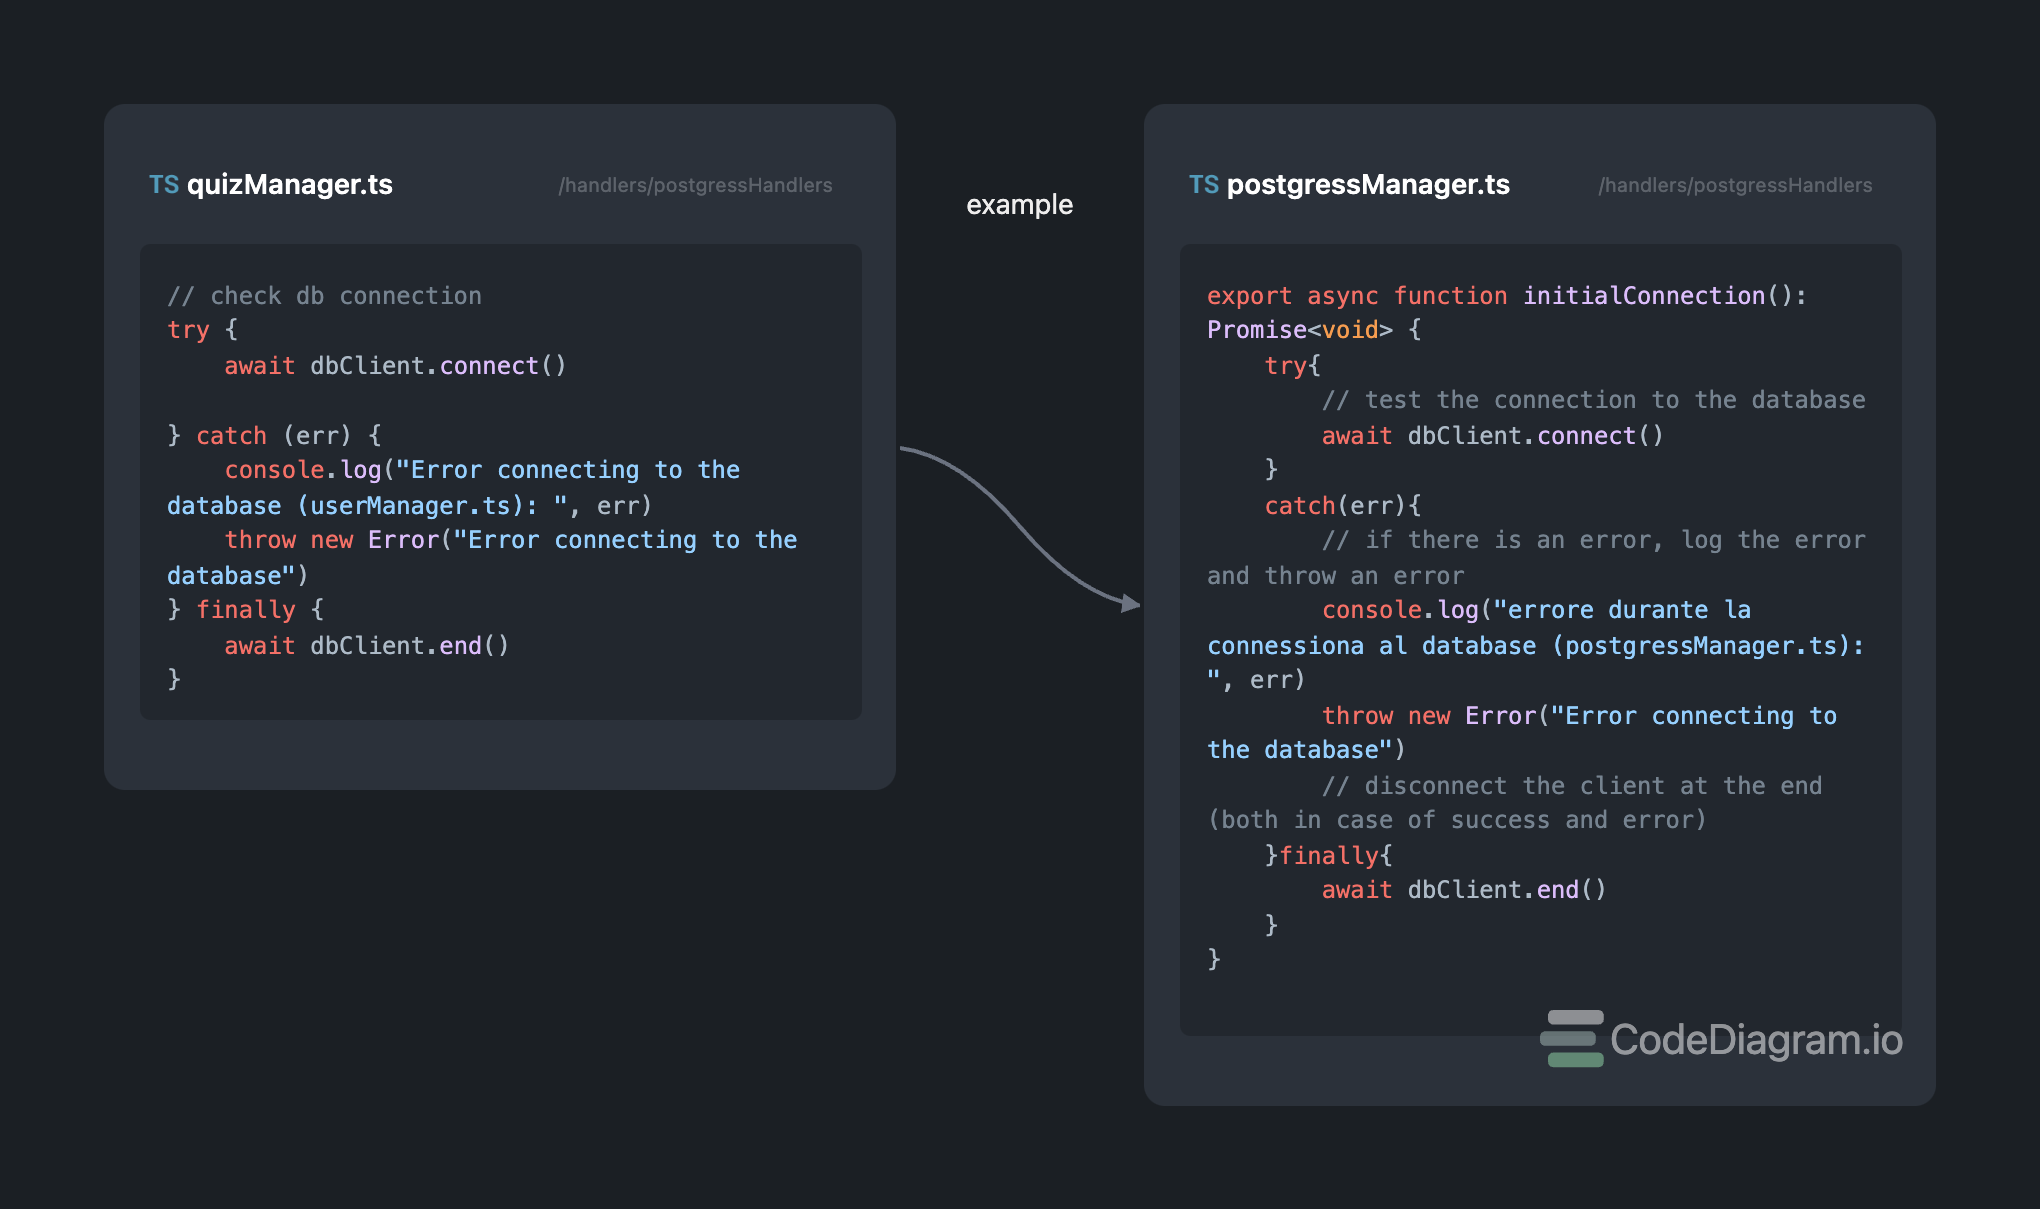 TS quizManager.ts /handlers/postgressHandlers
// check db connection
try {
    await dbClient.connect()

} catch (err) {
    console.log("Error connecting to the
database (userManager.ts): ", err)
    throw new Error("Error connecting to the
database")
} finally {
    await dbClient.end()
}
example
TS postgressManager.ts /handlers/postgressHandlers
export async function initialConnection():
Promise<void> {
    try{
        // test the connection to the database
        await dbClient.connect()
    }
    catch(err){
        // if there is an error, log the error
and throw an error
        console.log("errore durante la
connessiona al database (postgressManager.ts):
", err)
        throw new Error("Error connecting to
the database")
        // disconnect the client at the end
(both in case of success and error)
    }finally{
        await dbClient.end()
    }
}
CodeDiagram.io